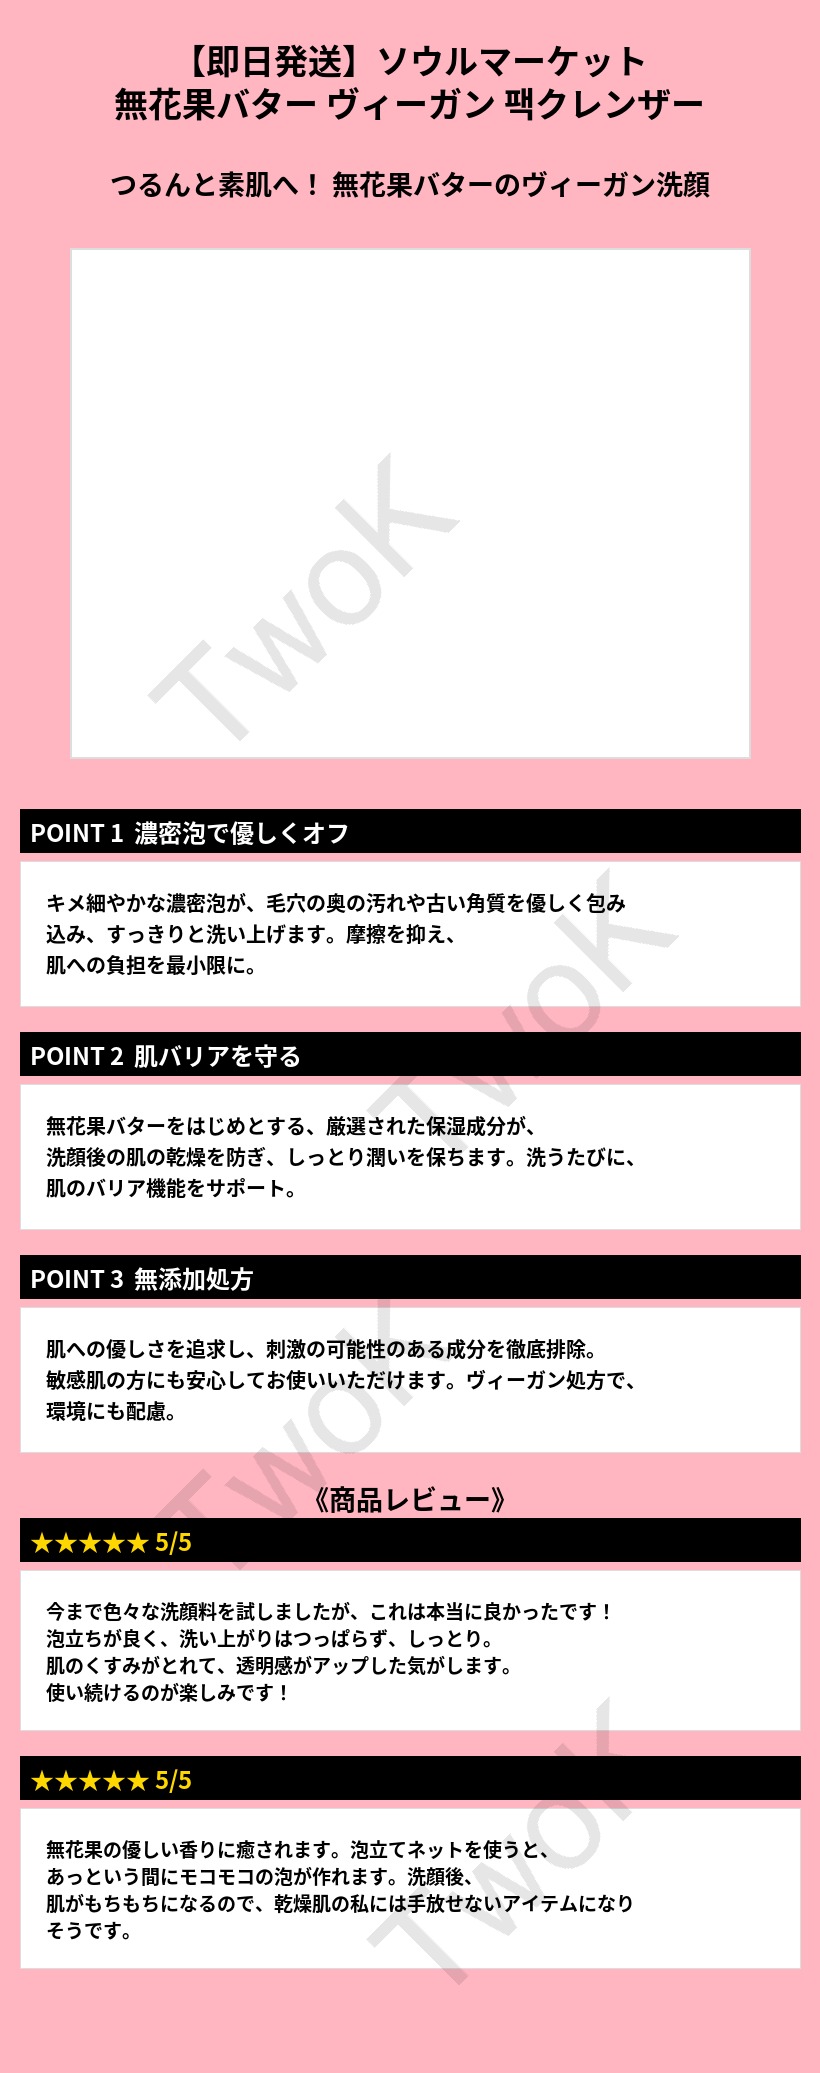 【即日発送】ソウルマーケット
無花果バター ヴィーガン 팩クレンザー
つるんと素肌へ！ 無花果バターのヴィーガン洗顔
TwoK
POINT 1 濃密泡で優しくオフ
キメ細やかな濃密泡が、毛穴の奥の汚れや古い角質を優しく包み
込み、すっきりと洗い上げます。摩擦を抑え、
肌への負担を最小限に。
TwoK
POINT 2 肌バリアを守る
無花果バターをはじめとする、厳選された保湿成分が、
洗顔後の肌の乾燥を防ぎ、しっとり潤いを保ちます。洗うたびに、
肌のバリア機能をサポート。
POINT 3 無添加処方
肌への優しさを追求し、刺激の可能性のある成分を徹底排除。
敏感肌の方にも安心してお使いいただけます。ヴィーガン処方で、
環境にも配慮。
TwoK
《商品レビュー》
★★★★★ 5/5
今まで色々な洗顔料を試しましたが、これは本当に良かったです！
泡立ちが良く、洗い上がりはつっぱらず、しっとり。
肌のくすみがとれて、透明感がアップした気がします。
使い続けるのが楽しみです！
★★★★★ 5/5
無花果の優しい香りに癒されます。泡立てネットを使うと、
あっという間にモコモコの泡が作れます。洗顔後、
肌がもちもちになるので、乾燥肌の私には手放せないアイテムになり
そうです。
TwoK